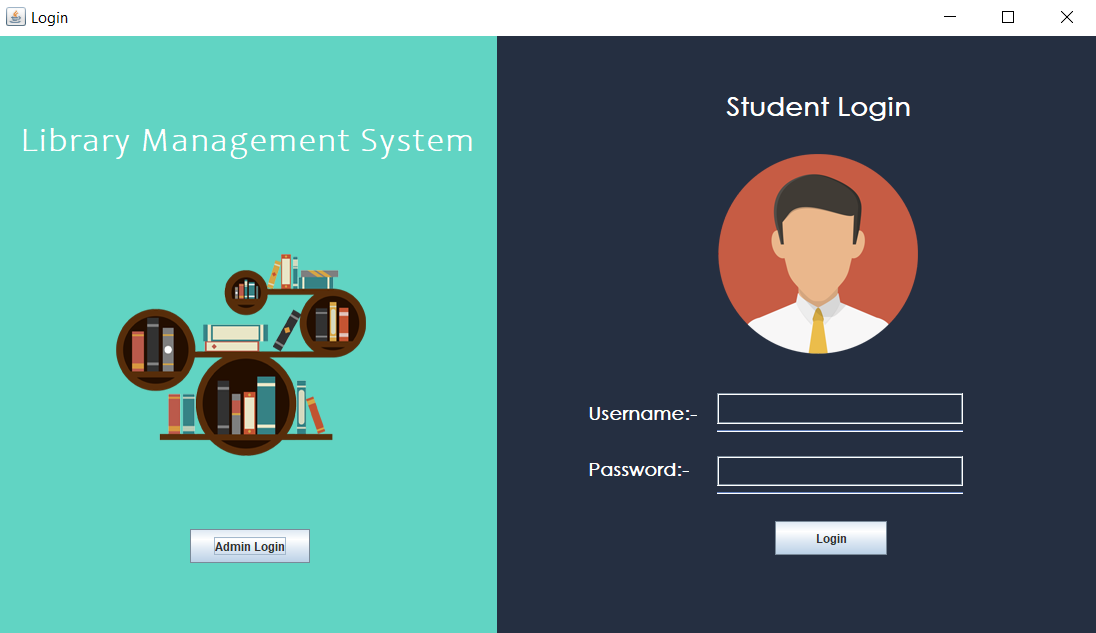 Login
Library Management System
Admin Login
Student Login
Username:-
Password:-
Login